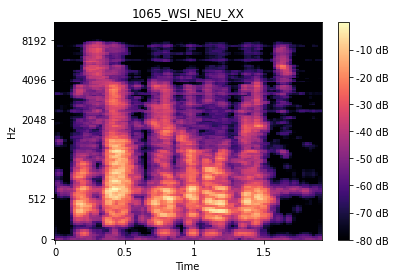 1065_WSI_NEU_XX
Hz
8192
4096
2048
1024
512
0
0
0.5
1
1.5
Time
-10 dB
-20 dB
-30 dB
-40 dB
-50 dB
-60 dB
-70 dB
-80 dB